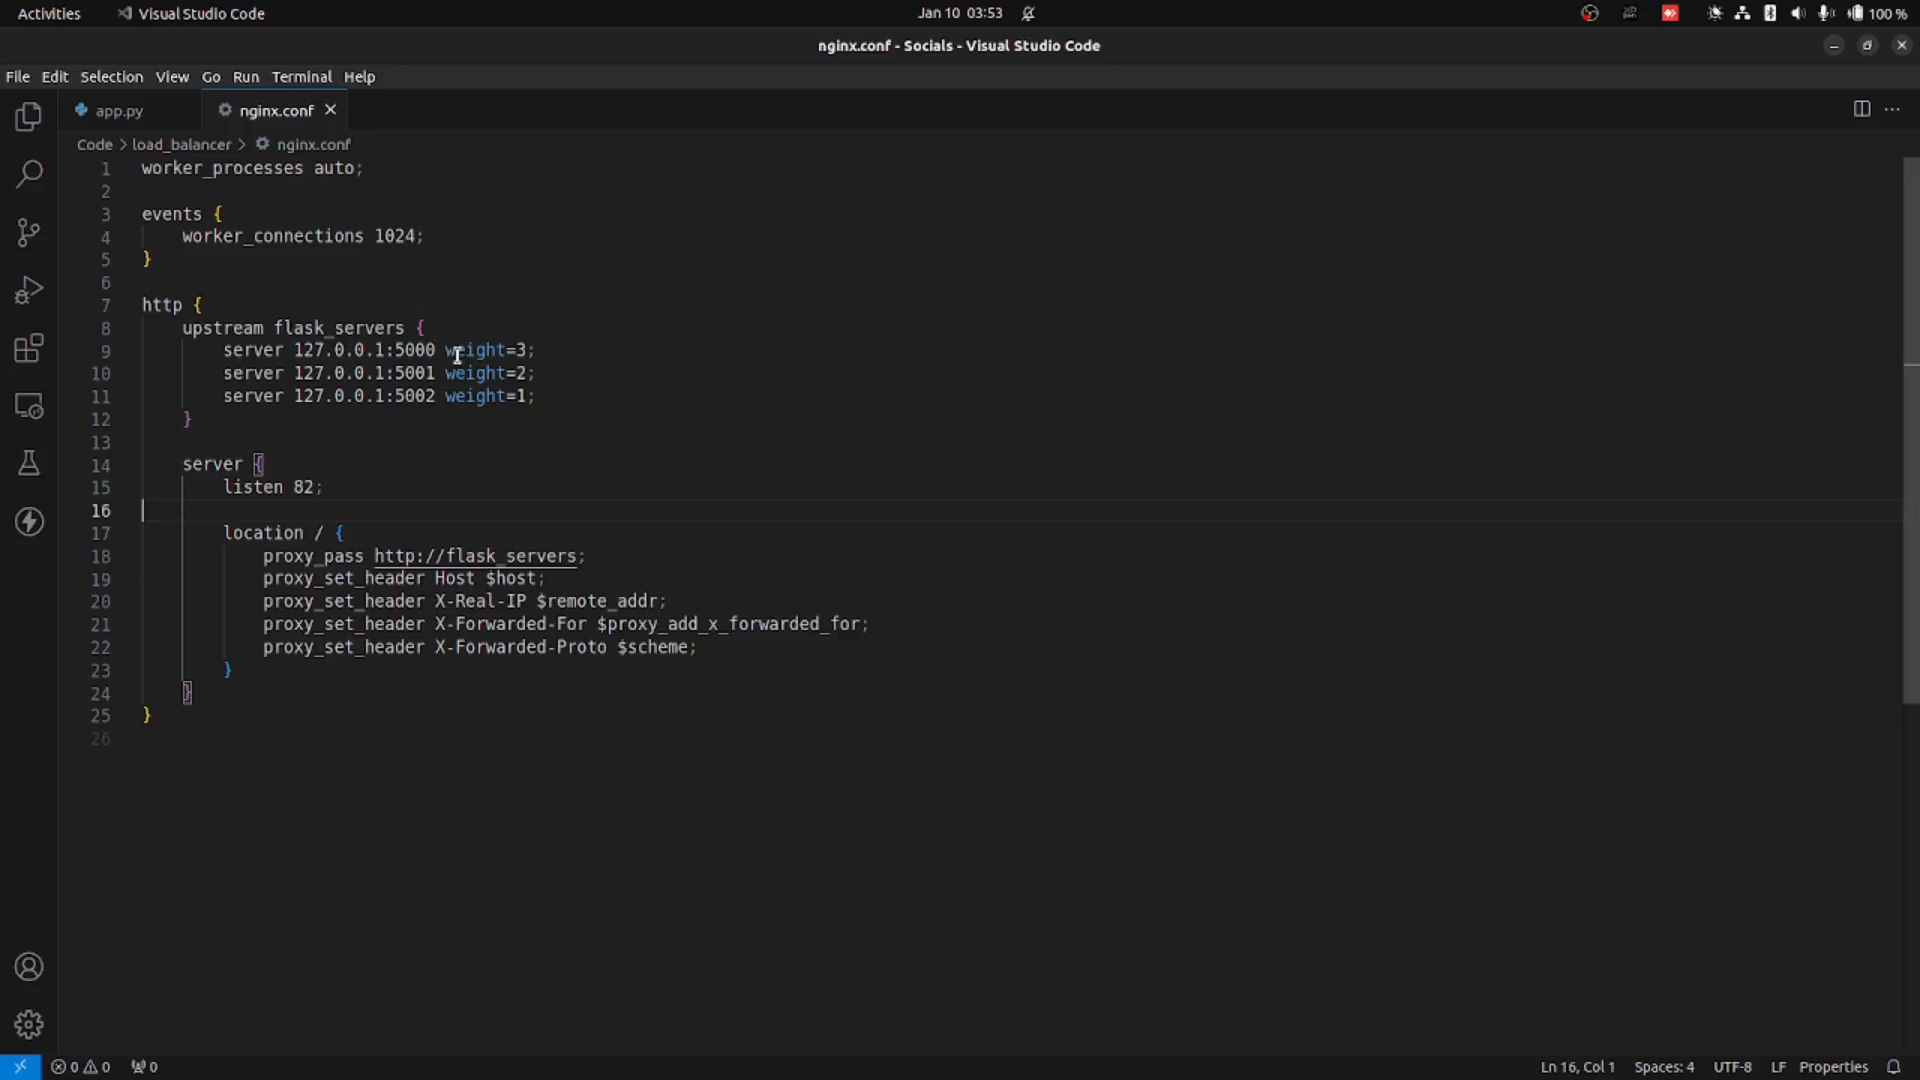 Activities
Visual Studio Code
Jan 10 03:53
100 %
nginx.conf - Socials - Visual Studio Code
File Edit Selection View Go Run Terminal Help
app.py
nginx.conf
Code > load_balancer > nginx.conf
1 worker_processes auto;
2
3 events {
4 worker_connections 1024;
5 }
6
7 http {
8 upstream flask_servers {
9 server 127.0.0.1:5000 weight=3;
10 server 127.0.0.1:5001 weight=2;
11 server 127.0.0.1:5002 weight=1;
12 }
13
14 server {
15 listen 82;
16
17 location / {
18 proxy_pass http://flask_servers;
19 proxy_set_header Host $host;
20 proxy_set_header X-Real-IP $remote_addr;
21 proxy_set_header X-Forwarded-For $proxy_add_x_forwarded_for;
22 proxy_set_header X-Forwarded-Proto $scheme;
23 }
24 }
25 }
26
0 0 0
Ln 16, Col 1 Spaces: 4 UTF-8 LF Properties